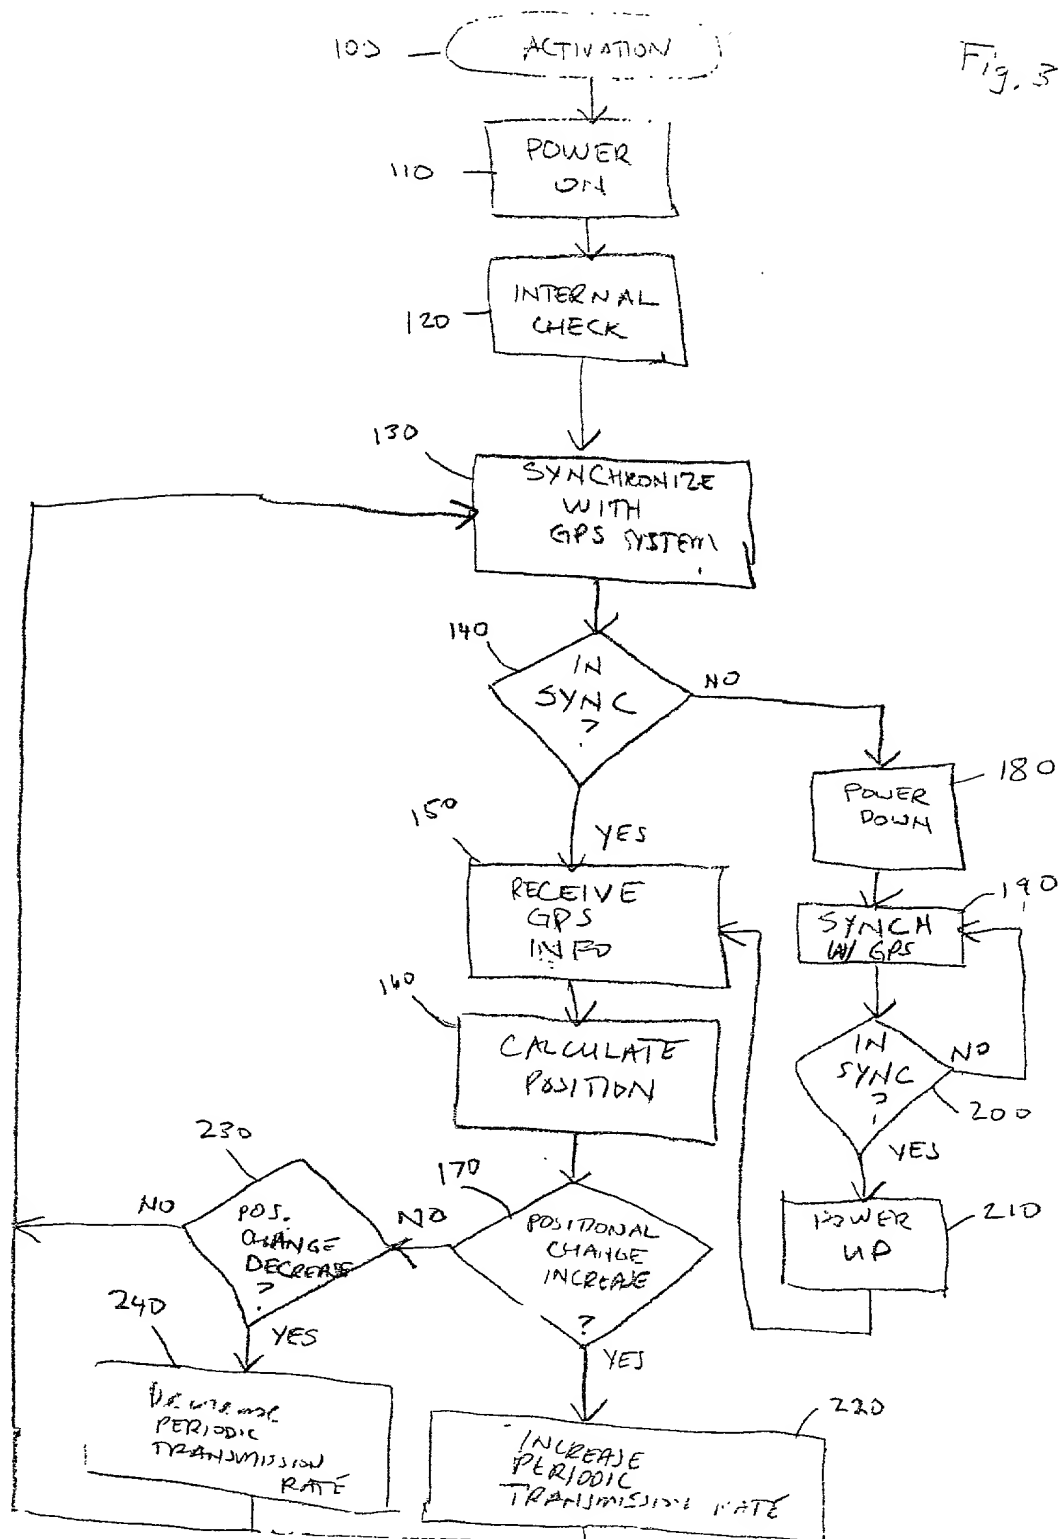 Fig. 3
100
ACTIVATION
110
POWER
ON
120
INTERNAL
CHECK
130
SYNCHRONIZE
WITH
GPS SYSTEM
140
IN
SYNC
?
NO
YES
180
POWER
DOWN
150
RECEIVE
GPS
INFO
190
SYNCH
W/ GPS
160
CALCULATE
POSITION
IN
SYNC
?
NO
200
YES
210
POWER
UP
170
POSITIONAL
CHANGE
INCREASE
?
NO
YES
230
POS.
CHANGE
DECREASE
?
NO
YES
240
DECREASE
PERIODIC
TRANSMISSION
RATE
220
INCREASE
PERIODIC
TRANSMISSION RATE